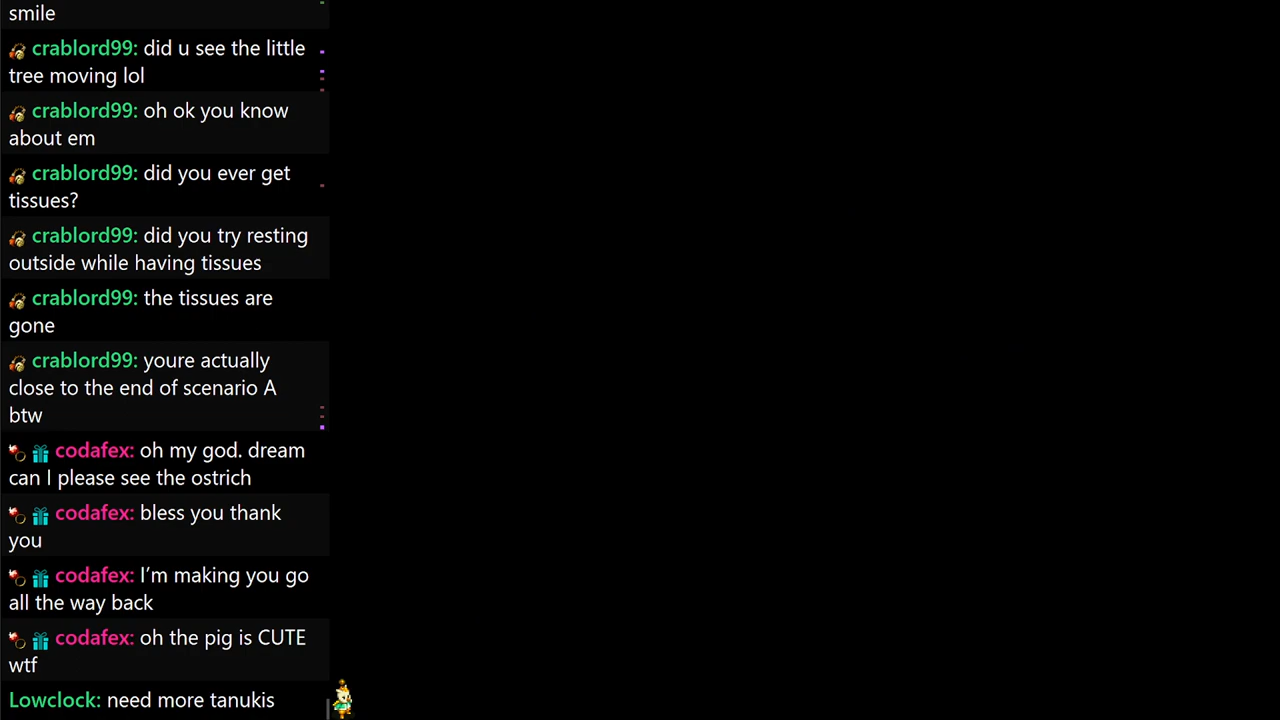 smile
crablord99: did u see the little
tree moving lol
crablord99: oh ok you know
about em
crablord99: did you ever get
tissues?
crablord99: did you try resting
outside while having tissues
crablord99: the tissues are
gone
crablord99: youre actually
close to the end of scenario A
btw
codafex: oh my god. dream
can I please see the ostrich
codafex: bless you thank
you
codafex: I’m making you go
all the way back
codafex: oh the pig is CUTE
wtf
Lowclock: need more tanukis